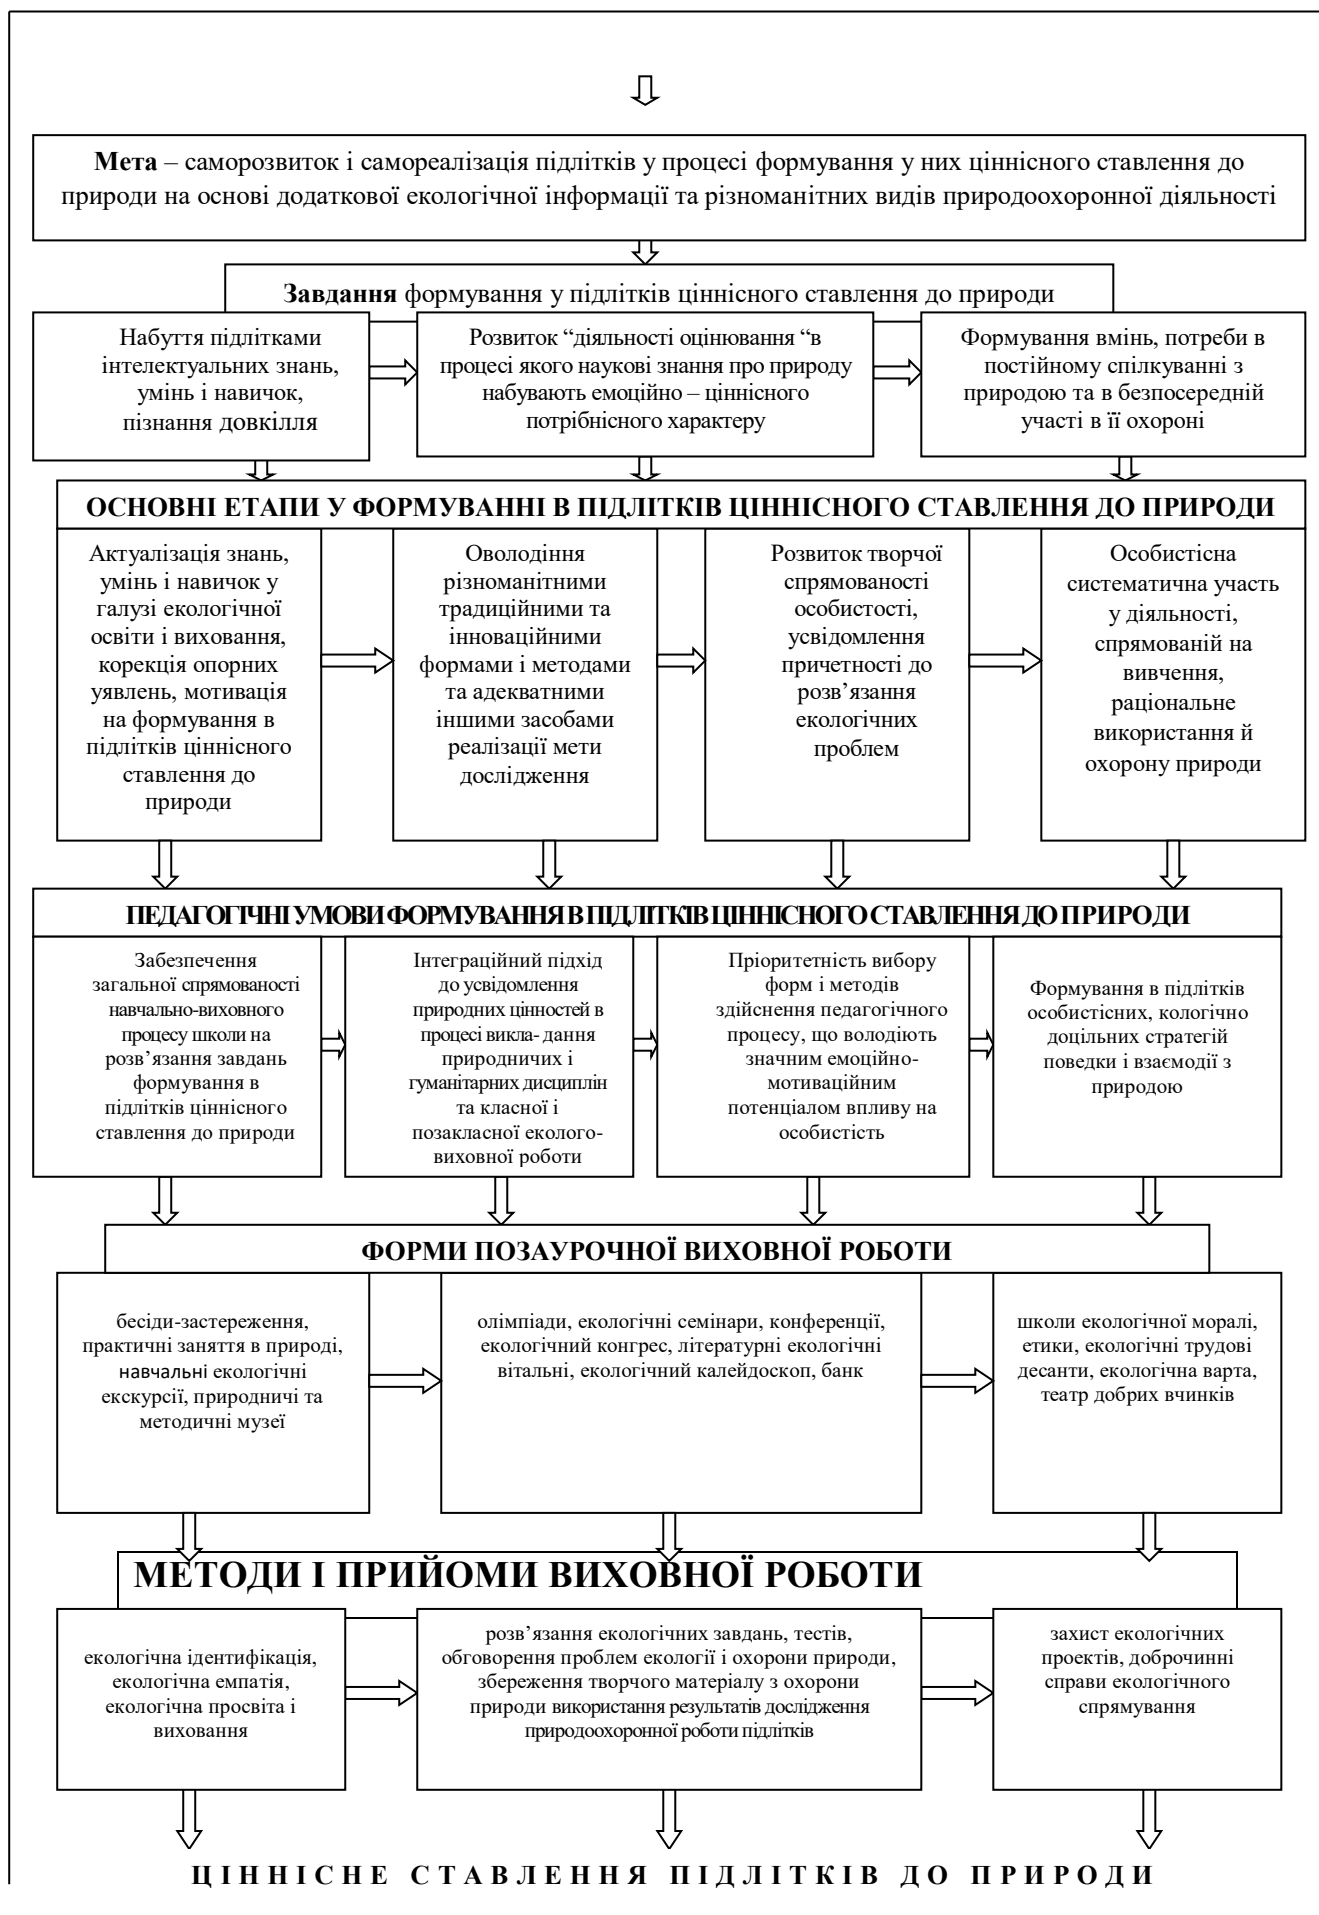 Мета – саморозвиток і самореалізація підлітків у процесі формування у них ціннісного ставлення до
природи на основі додаткової екологічної інформації та різноманітних видів природоохоронної діяльності
Завдання формування у підлітків ціннісного ставлення до природи
Набуття підлітками
інтелектуальних знань,
умінь і навичок,
пізнання довкілля
Розвиток “діяльності оцінювання “в
процесі якого наукові знання про природу
набувають емоційно – ціннісного
потрібнісного характеру
Формування вмінь, потреби в
постійному спілкуванні з
природою та в безпосередній
участі в її охороні
ОСНОВНІ ЕТАПИ У ФОРМУВАННІ В ПІДЛІТКІВ ЦІННІСНОГО СТАВЛЕННЯ ДО ПРИРОДИ
Актуалізація знань,
умінь і навичок у
галузі екологічної
освіти і виховання,
корекція опорних
уявлень, мотивація
на формування в
підлітків ціннісного
ставлення до
природи
Оволодіння
різноманітними
традиційними та
інноваційними
формами і методами
та адекватними
іншими засобами
реалізації мети
дослідження
Розвиток творчої
спрямованості
особистості,
усвідомлення
причетності до
розв’язання
екологічних
проблем
Особистісна
систематична участь
у діяльності,
спрямованій на
вивчення,
раціональне
використання й
охорону природи
ПЕДАГОГІЧНІ УМОВИ ФОРМУВАННЯ В ПІДЛІТКІВ ЦІННІСНОГО СТАВЛЕННЯ ДО ПРИРОДИ
Забезпечення
загальної спрямованості
навчально-виховного
процесу школи на
розв’язання завдань
формування в
підлітків ціннісного
ставлення до природи
Інтеграційний підхід
до усвідомлення
природних цінностей в
процесі викла- дання
природничих і
гуманітарних дисциплін
та класної і
позакласної еколого-
виховної роботи
Пріоритетність вибору
форм і методів
здійснення педагогічного
процесу, що володіють
значним емоційно-
мотиваційним
потенціалом впливу на
особистість
Формування в підлітків
особистісних, кологічно
доцільних стратегій
поведки і взаємодії з
природою
ФОРМИ ПОЗАУРОЧНОЇ ВИХОВНОЇ РОБОТИ
бесіди-застереження,
практичні заняття в природі,
навчальні екологічні
екскурсії, природничі та
методичні музеї
олімпіади, екологічні семінари, конференції,
екологічний конгрес, літературні екологічні
вітальні, екологічний калейдоскоп, банк
школи екологічної моралі,
етики, екологічні трудові
десанти, екологічна варта,
театр добрих вчинків
МЕТОДИ І ПРИЙОМИ ВИХОВНОЇ РОБОТИ
екологічна ідентифікація,
екологічна емпатія,
екологічна просвіта і
виховання
розв’язання екологічних завдань, тестів,
обговорення проблем екології і охорони природи,
збереження творчого матеріалу з охорони
природи використання результатів дослідження
природоохоронної роботи підлітків
захист екологічних
проектів, доброчинні
справи екологічного
спрямування
ЦІННІСНЕ СТАВЛЕННЯ ПІДЛІТКІВ ДО ПРИРОДИ